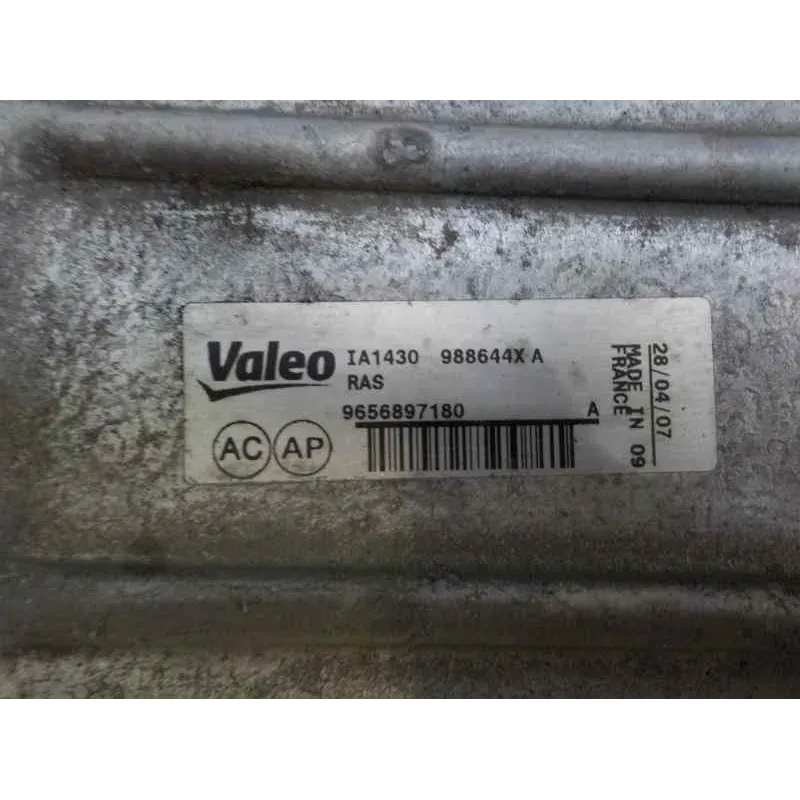 Valeo IA1430 988644X A
RAS
9656897180 A
AC AP
28/04/07
MADE IN 09
FRANCE